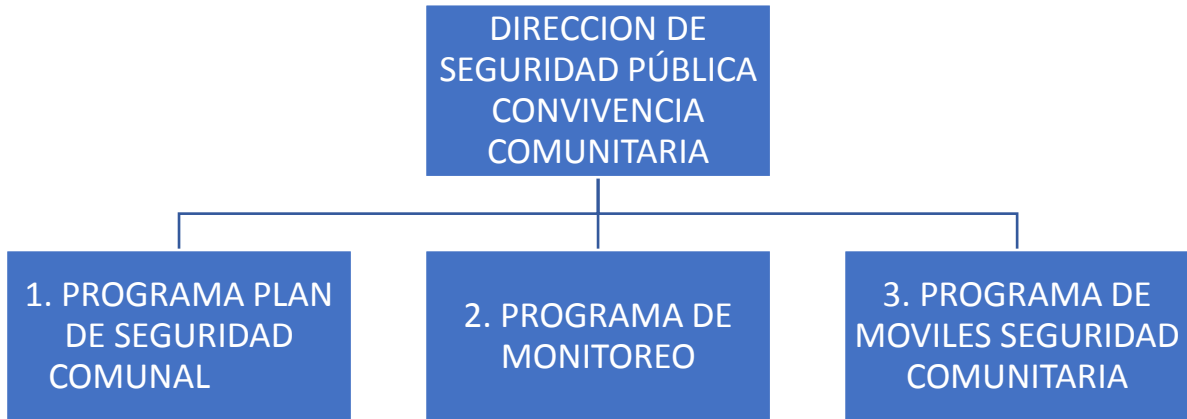 DIRECCION DE
SEGURIDAD PÚBLICA
CONVIVENCIA
COMUNITARIA
1. PROGRAMA PLAN
DE SEGURIDAD
COMUNAL
2. PROGRAMA DE
MONITOREO
3. PROGRAMA DE
MOVILES SEGURIDAD
COMUNITARIA